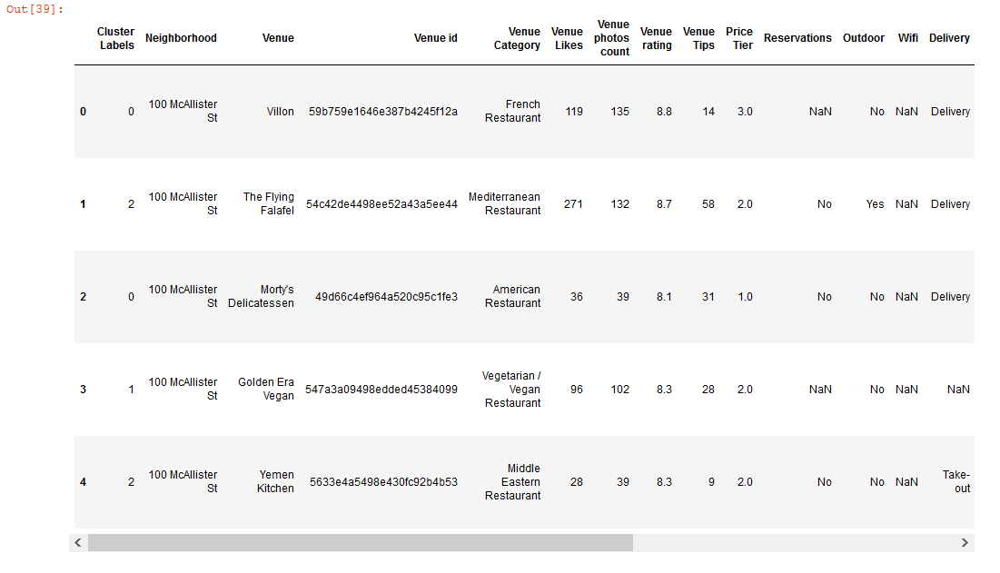 Out[39]:
Cluster Labels Neighborhood Venue Venue id Venue Category Venue Likes Venue photos count Venue rating Venue Tips Price Tier Reservations Outdoor Wifi Delivery
0 0 100 McAllister St Villon 59b759e1646e387b4245f12a French Restaurant 119 135 8.8 14 3.0 NaN No NaN Delivery
1 2 100 McAllister St The Flying Falafel 54c42de4498ee52a43a5ee44 Mediterranean Restaurant 271 132 8.7 58 2.0 No Yes NaN Delivery
2 0 100 McAllister St Morty's Delicatessen 49d66c4ef964a520c95c1fe3 American Restaurant 36 39 8.1 31 1.0 No No NaN Delivery
3 1 100 McAllister St Golden Era Vegan 547a3a09498edded45384099 Vegetarian / Vegan Restaurant 96 102 8.3 28 2.0 NaN No NaN NaN
4 2 100 McAllister St Yemen Kitchen 5633e4a5498e430fc92b4b53 Middle Eastern Restaurant 28 39 8.3 9 2.0 No No NaN Take-out